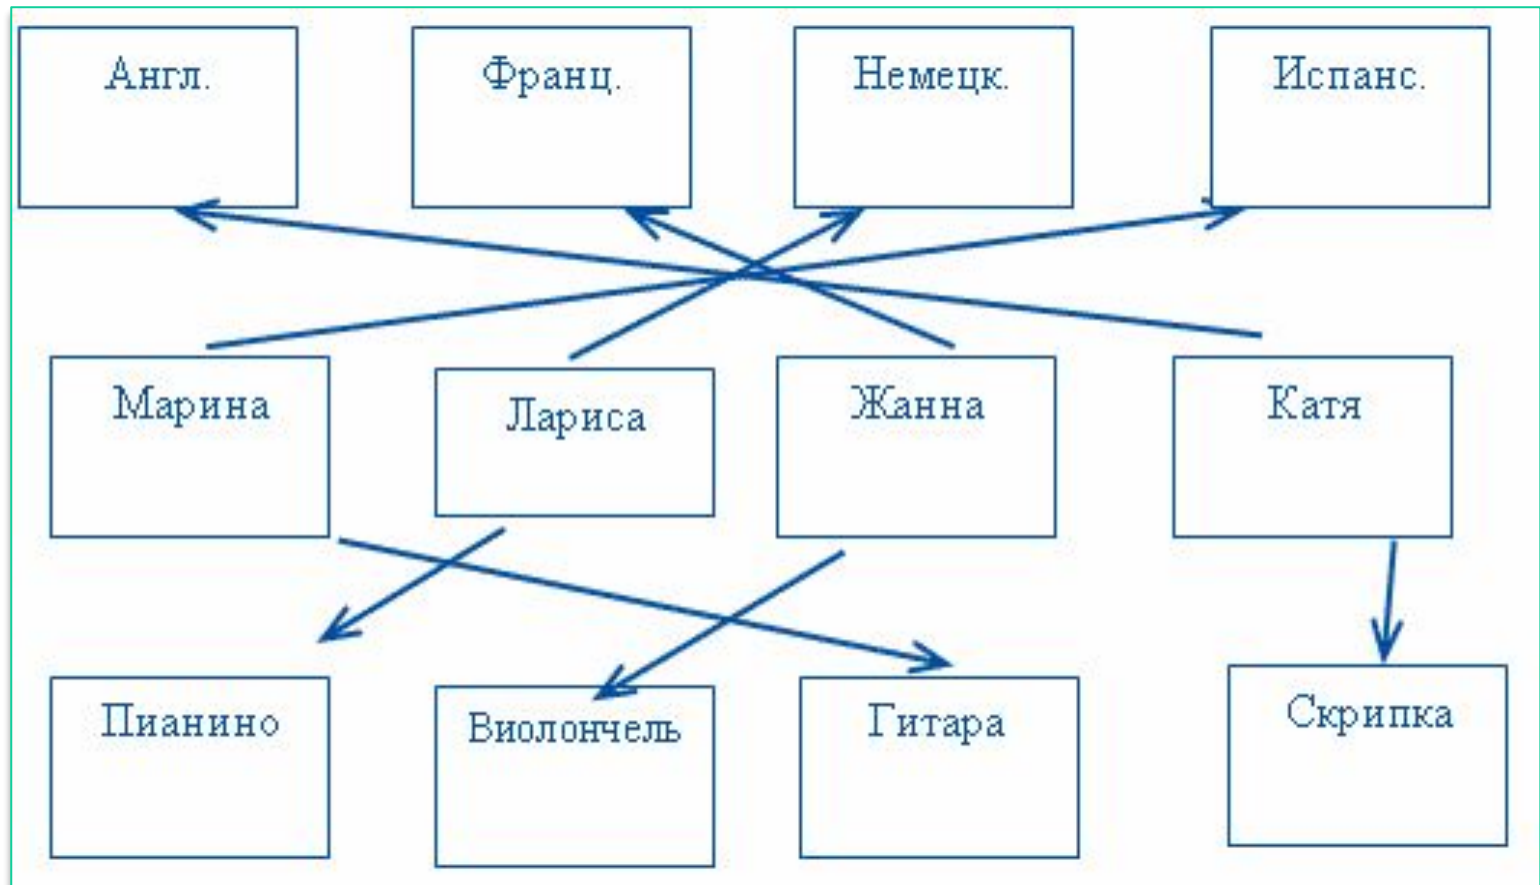 Англ. Франц. Немецк. Испанс.
Марина Лариса Жанна Катя
Пианино Виолончель Гитара Скрипка